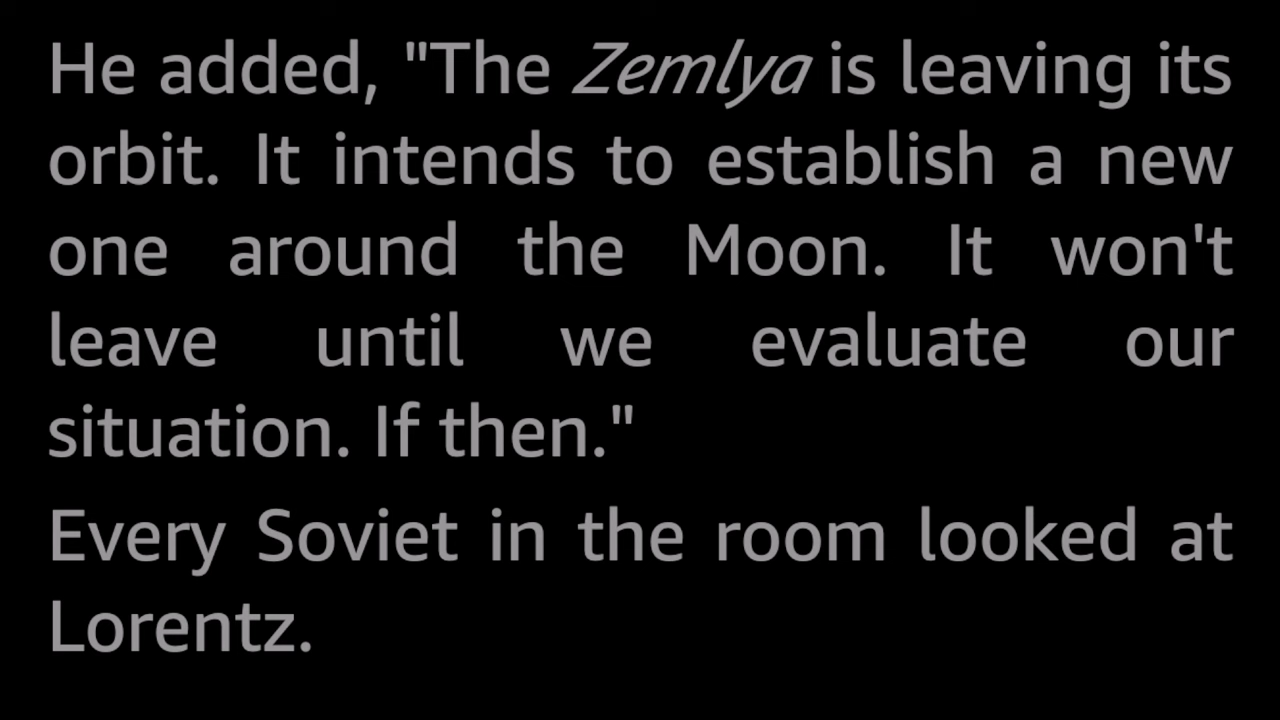 He added, "The Zemlya is leaving its
orbit. It intends to establish a new
one around the Moon. It won't
leave until we evaluate our
situation. If then."
Every Soviet in the room looked at
Lorentz.